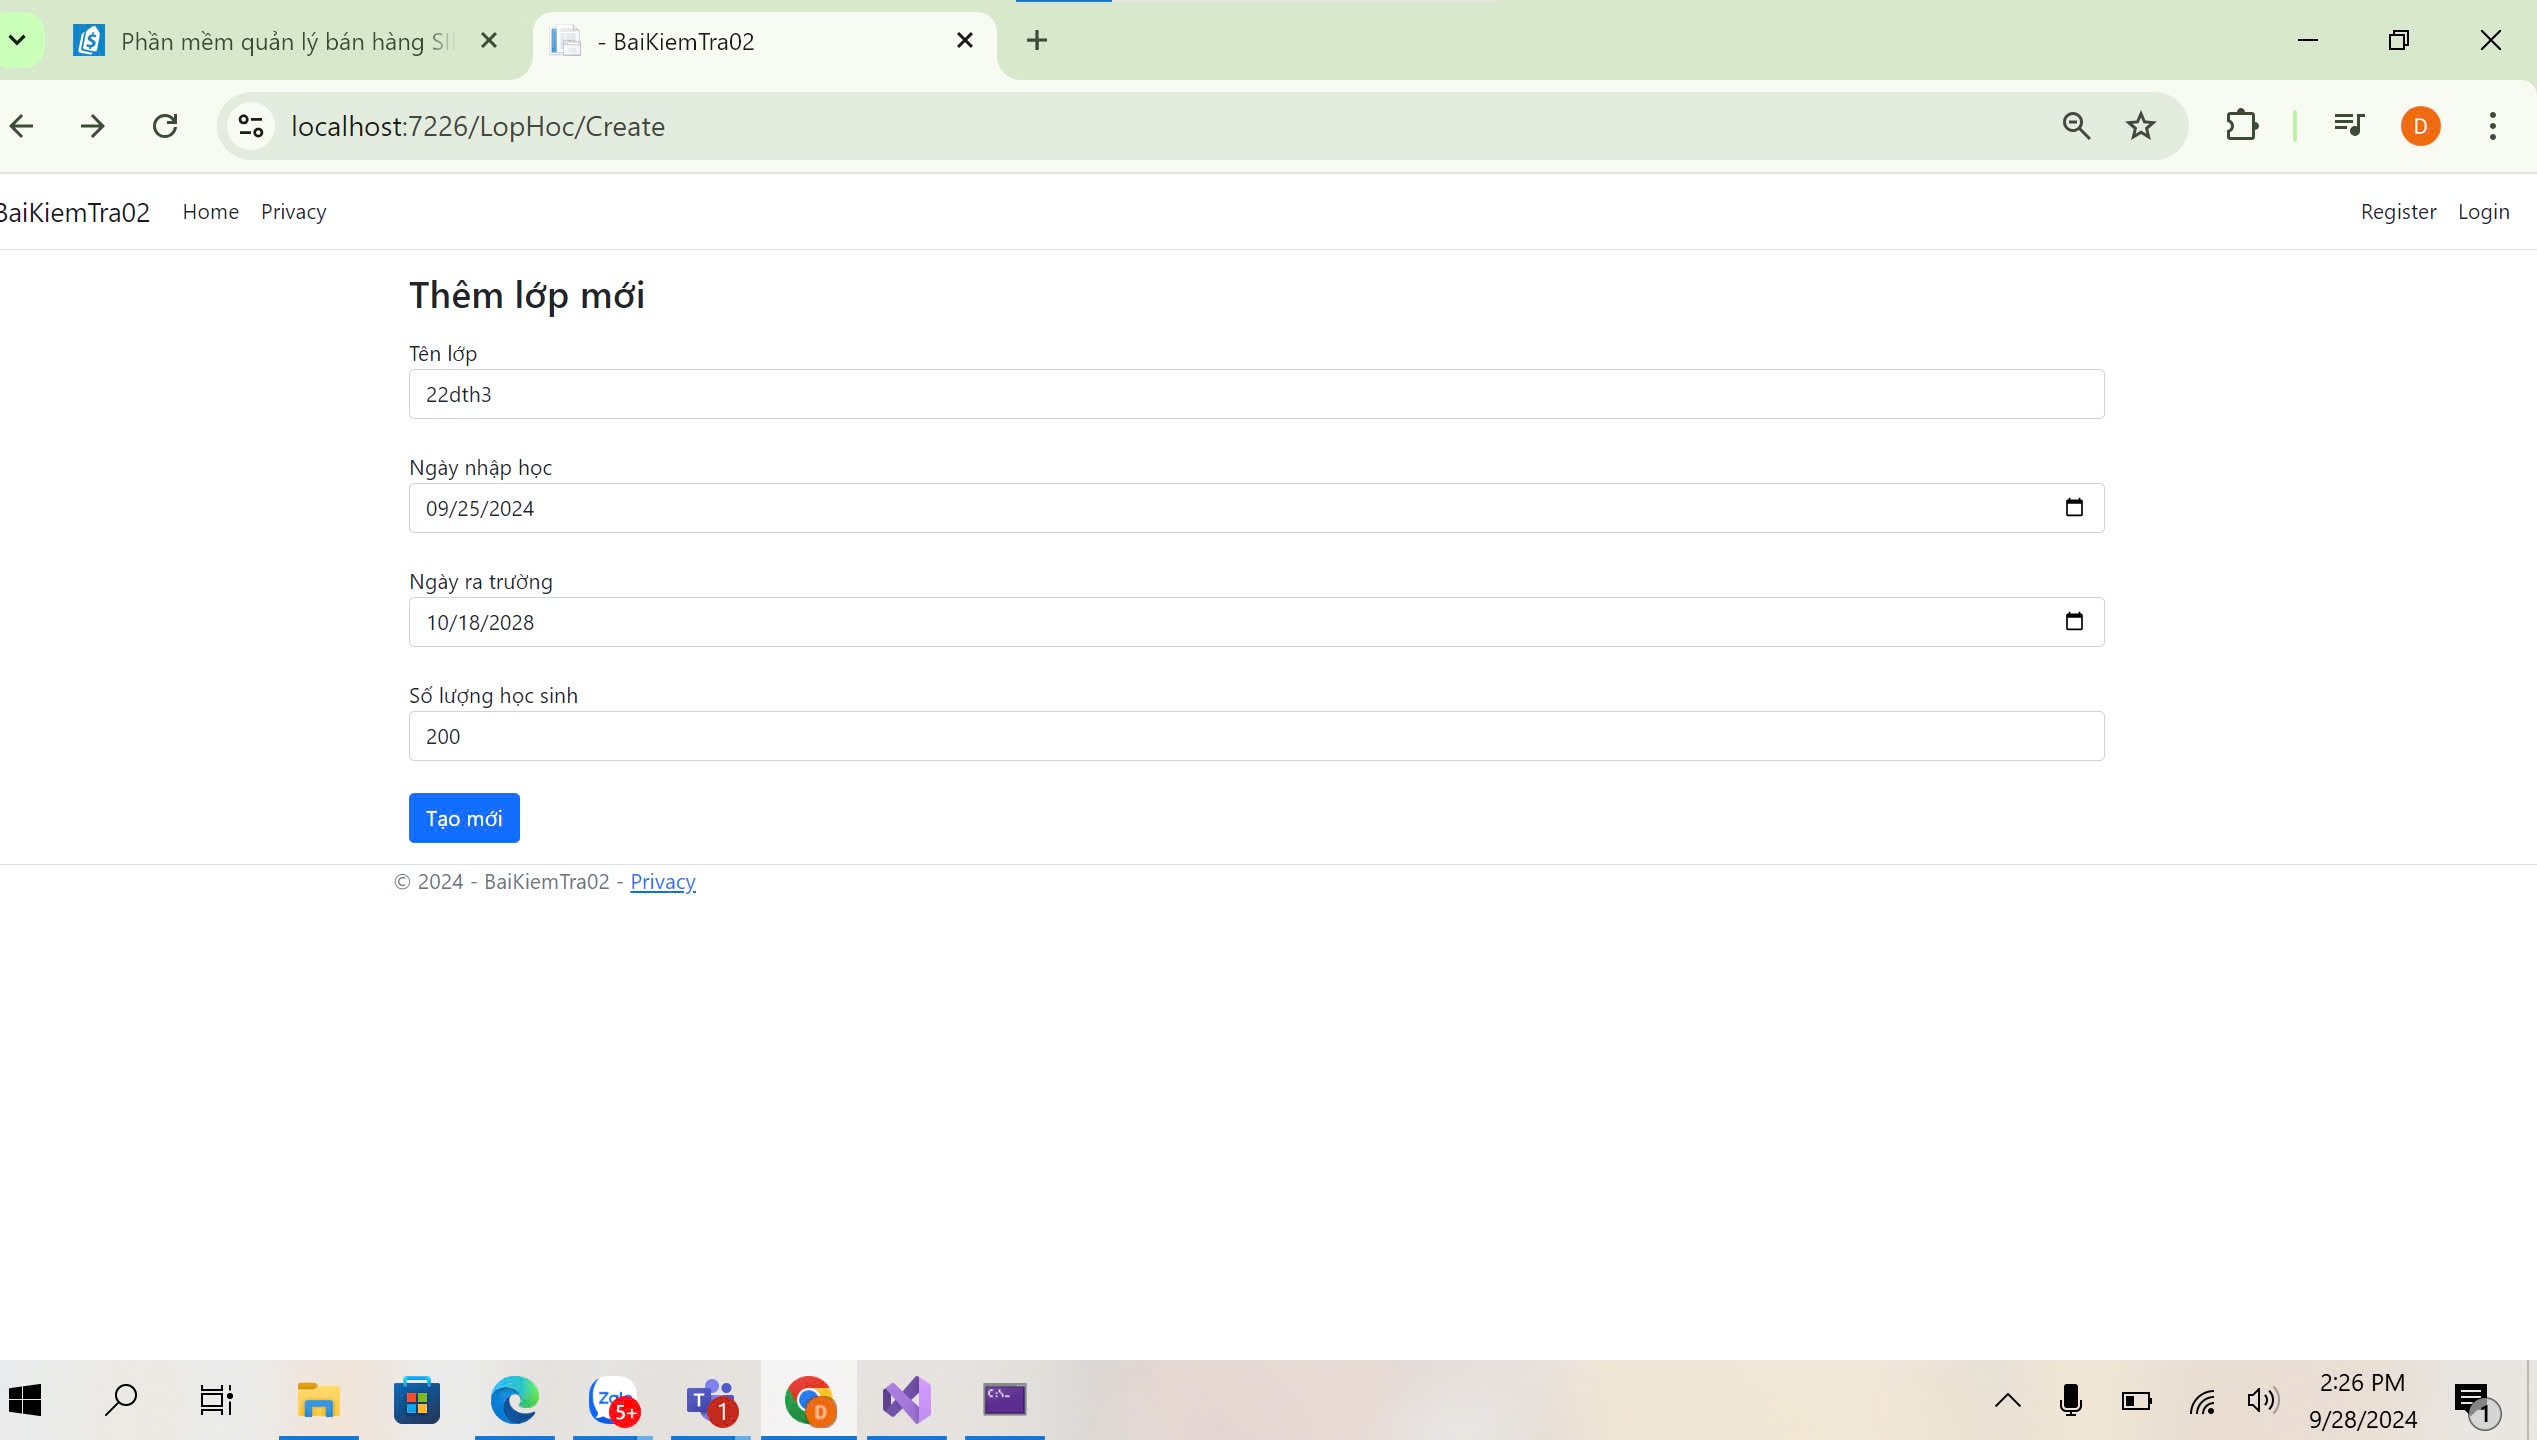 Phần mềm quản lý bán hàng
- BaiKiemTra02
localhost:7226/LopHoc/Create
D
BaiKiemTra02 Home Privacy Register Login
Thêm lớp mới
Tên lớp
22dth3
Ngày nhập học
09/25/2024
Ngày ra trường
10/18/2028
Số lượng học sinh
200
Tạo mới
© 2024 - BaiKiemTra02 - Privacy
Zalo 5+
T 1
D
C:\_
2:26 PM
9/28/2024
1